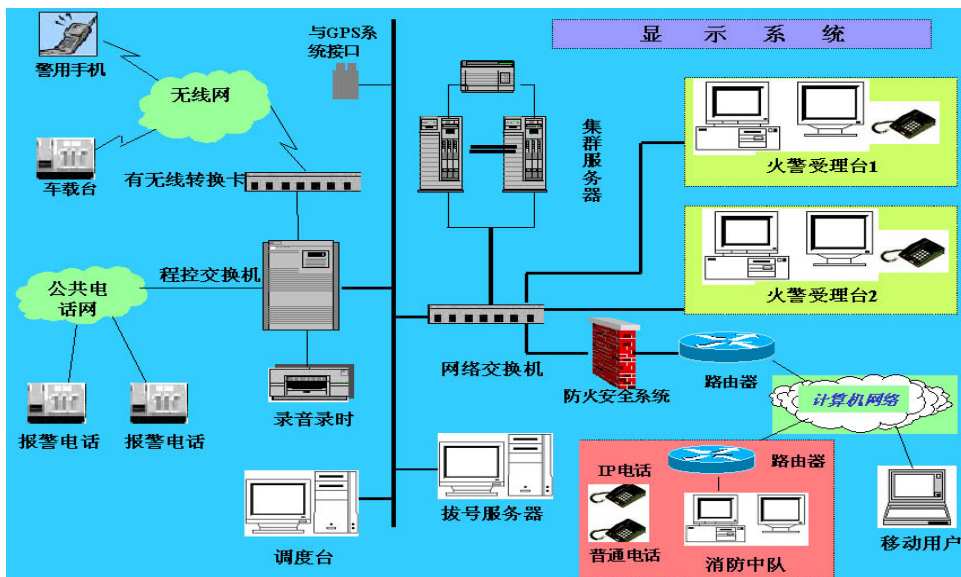 显示系统
与GPS系
统接口
警用手机
无线网
集群服务器
火警受理台1
车载台
有无线转换卡
程控交换机
公共电
话网
火警受理台2
网络交换机
防火安全系统
路由器
计算机网络
录音录时
报警电话
报警电话
拔号服务器
调度台
IP电话
路由器
普通电话
消防中队
移动用户